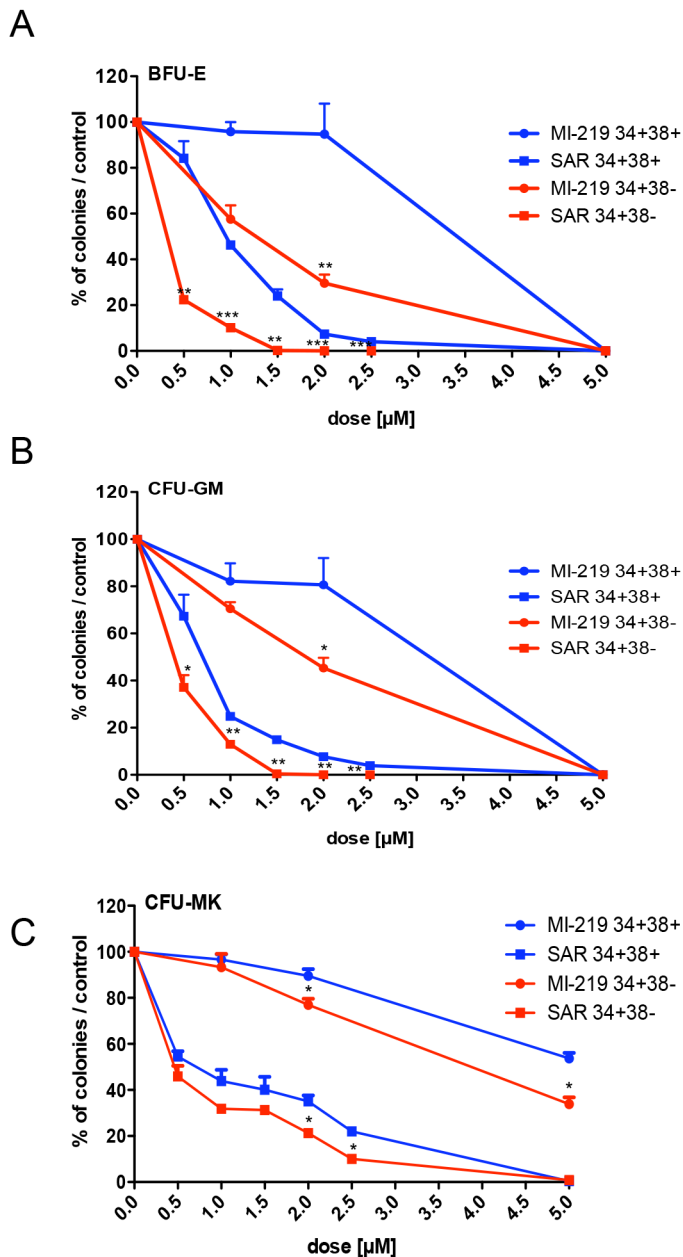 A
BFU-E
120
100
80
60
40
20
0
% of colonies / control
MI-219 34+38+
SAR 34+38+
MI-219 34+38-
SAR 34+38-
** *** ** *** *** **
0.0 0.5 1.0 1.5 2.0 2.5 3.0 3.5 4.0 4.5 5.0
dose [µM]
B
CFU-GM
120
100
80
60
40
20
0
% of colonies / control
MI-219 34+38+
SAR 34+38+
MI-219 34+38-
SAR 34+38-
* ** ** ** ** *
0.0 0.5 1.0 1.5 2.0 2.5 3.0 3.5 4.0 4.5 5.0
dose [µM]
C
CFU-MK
120
100
80
60
40
20
0
% of colonies / control
MI-219 34+38+
SAR 34+38+
MI-219 34+38-
SAR 34+38-
* * * *
0.0 0.5 1.0 1.5 2.0 2.5 3.0 3.5 4.0 4.5 5.0
dose [µM]